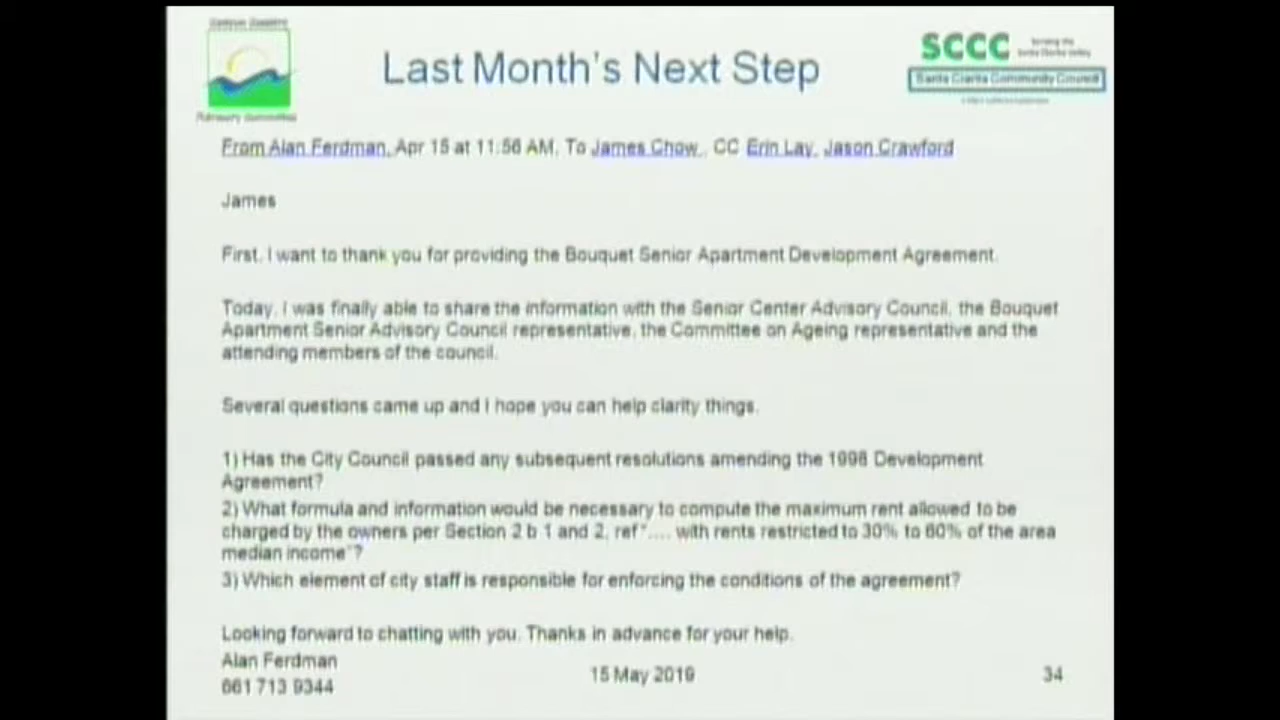 Last Month's Next Step
SCCC
Santa Clarita Community Council
From Alan Ferdman, Apr 15 at 11:56 AM, To James Chow, CC Erin Lay, Jason Crawford
James
First, I want to thank you for providing the Bouquet Senior Apartment Development Agreement.
Today, I was finally able to share the information with the Senior Center Advisory Council, the Bouquet
Apartment Senior Advisory Council representative, the Committee on Ageing representative and the
attending members of the council.
Several questions came up and I hope you can help clarity things.
1) Has the City Council passed any subsequent resolutions amending the 1996 Development
Agreement?
2) What formula and information would be necessary to compute the maximum rent allowed to be
charged by the owners per Section 2 b 1 and 2, ref "…. with rents restricted to 30% to 60% of the area
median income"?
3) Which element of city staff is responsible for enforcing the conditions of the agreement?
Looking forward to chatting with you. Thanks in advance for your help.
Alan Ferdman
661 713 9344
15 May 2019
34